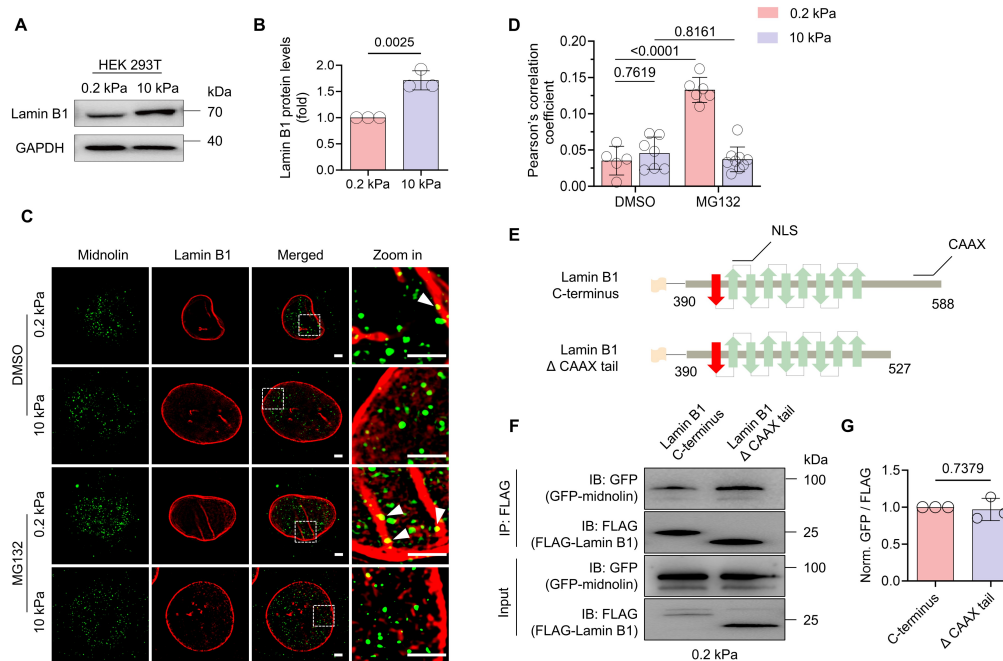 A
HEK 293T
0.2 kPa 10 kPa
kDa
Lamin B1
70
GAPDH
40
B
0.0025
Lamin B1 protein levels
(fold)
2.0
1.5
1.0
0.5
0.0
0.2 kPa 10 kPa
C
Midnolin Lamin B1 Merged Zoom in
DMSO
0.2 kPa
10 kPa
MG132
0.2 kPa
10 kPa
D
0.2 kPa
10 kPa
0.8161
<0.0001
0.7619
Pearson's correlation
coefficient
0.20
0.15
0.10
0.05
0.00
DMSO MG132
E
NLS
CAAX
Lamin B1
C-terminus
390
588
Lamin B1
Δ CAAX tail
390
527
F
Lamin B1
C-terminus
Lamin B1
Δ CAAX tail
kDa
IP: FLAG
IB: GFP
(GFP-midnolin)
100
IB: FLAG
(FLAG-Lamin B1)
25
Input
IB: GFP
(GFP-midnolin)
100
IB: FLAG
(FLAG-Lamin B1)
25
0.2 kPa
G
0.7379
Norm. GFP / FLAG
1.5
1.0
0.5
0.0
C-terminus
Δ CAAX tail